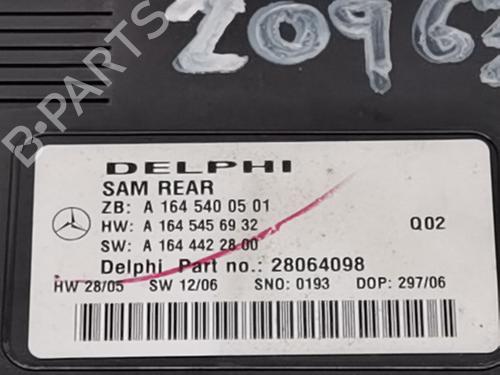 B-PARTS
DELPHI
SAM REAR
ZB: A 164 540 05 01
HW: A 164 545 69 32
Q02
SW: A 164 442 28 00
Delphi Part no.: 28064098
HW 28/05 SW 12/06 SNO: 0193 DOP: 297/06